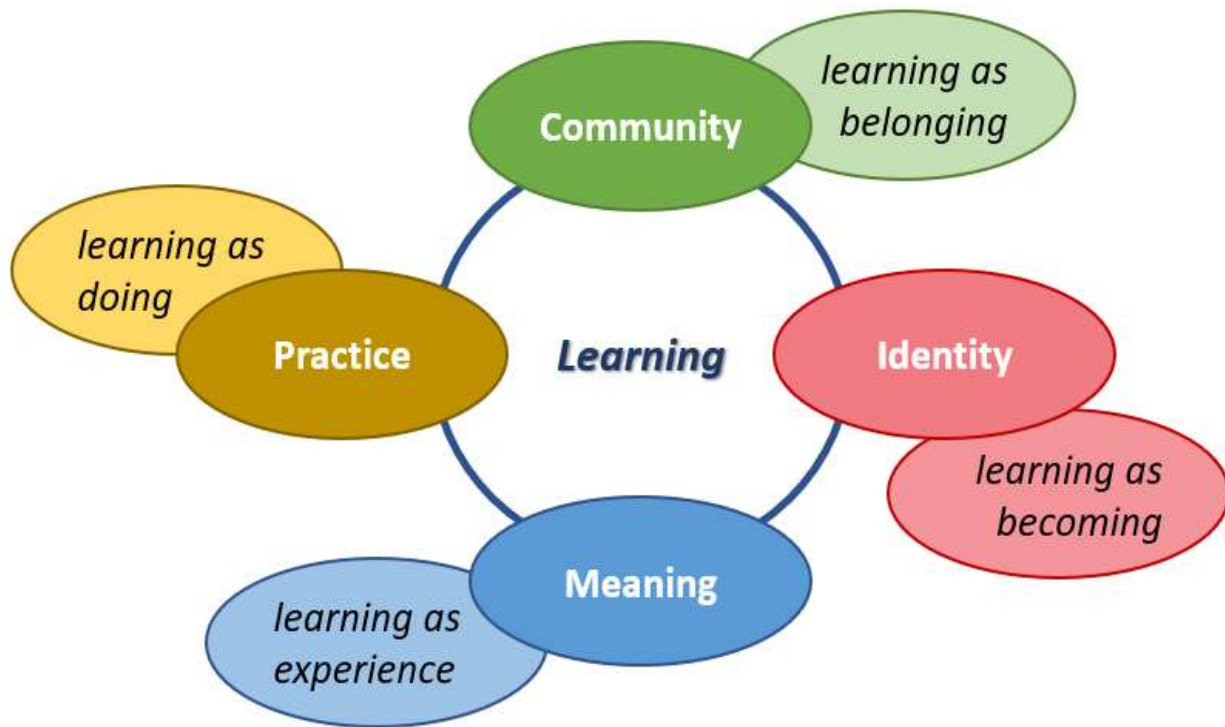 learning as
belonging
Community
learning as
doing
Practice
Learning
Identity
learning as
becoming
Meaning
learning as
experience